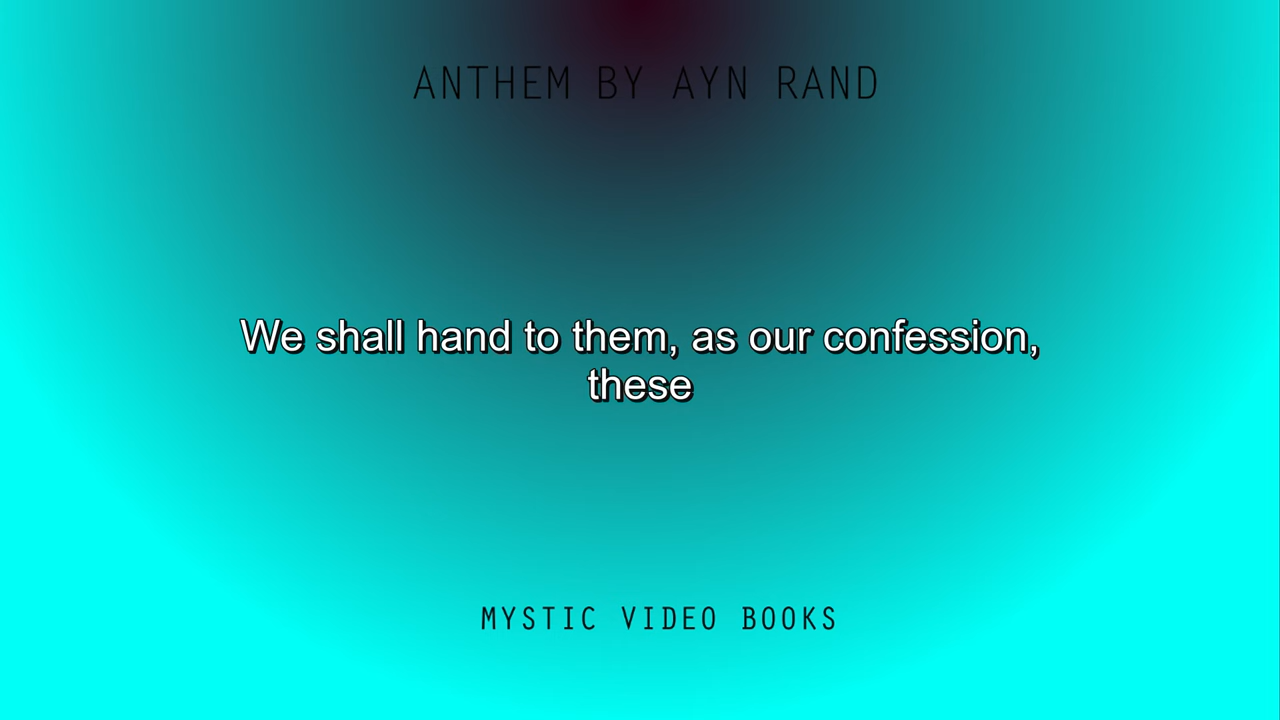 ANTHEM BY AYN RAND
We shall hand to them, as our confession,
these
MYSTIC VIDEO BOOKS